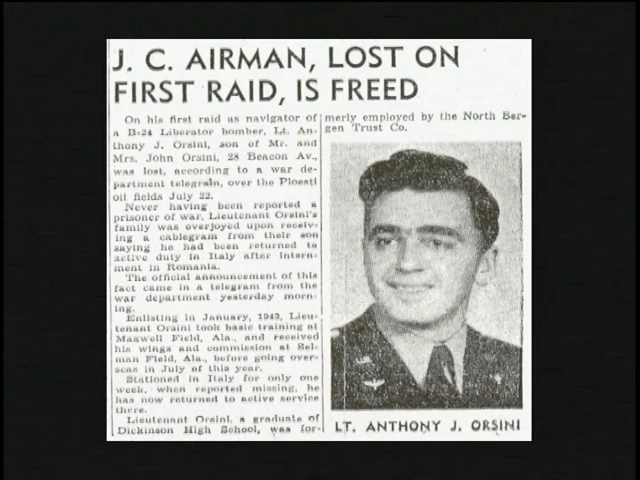 J. C. AIRMAN, LOST ON
FIRST RAID, IS FREED
On his first raid as navigator of
a B-24 Liberator bomber, Lt. An-
thony J. Orsini, son of Mr. and
Mrs. John Orsini, 28 Beacon Av.,
was lost, according to a war de-
partment telegram, over the Ploesti
oil fields July 22.
Never having been reported a
prisoner of war, Lieutenant Orsini's
family was overjoyed upon receiv-
ing a cablegram from their son
saying he had been returned to
active duty in Italy after intern-
ment in Romania.
The official announcement of this
fact came in a telegram from the
war department yesterday morn-
ing.
Enlisting in January, 1943, Lieu-
tenant Orsini took basic training at
Maxwell Field, Ala., and received
his wings and commission at Sel-
man Field, Ala., before going over-
seas in July of this year.
Stationed in Italy for only one
week, when reported missing, he
has now returned to active service
there.
Lieutenant Orsini, a graduate of
Dickinson High School, was for-
merly employed by the North Ber-
gen Trust Co.
LT. ANTHONY J. ORSINI